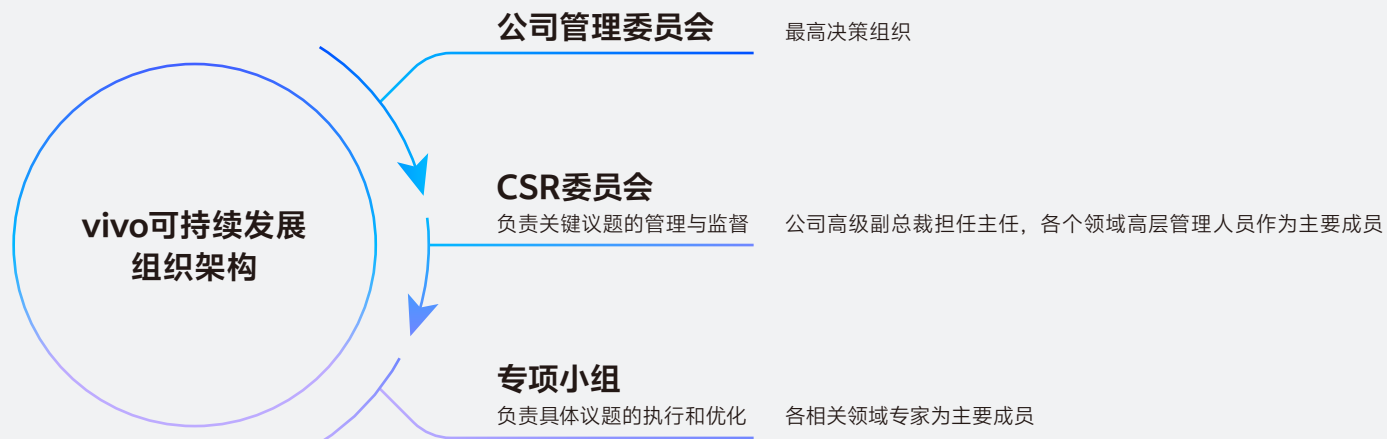 vivo可持续发展
组织架构
公司管理委员会
最高决策组织
CSR委员会
负责关键议题的管理与监督
公司高级副总裁担任主任，各个领域高层管理人员作为主要成员
专项小组
负责具体议题的执行和优化
各相关领域专家为主要成员